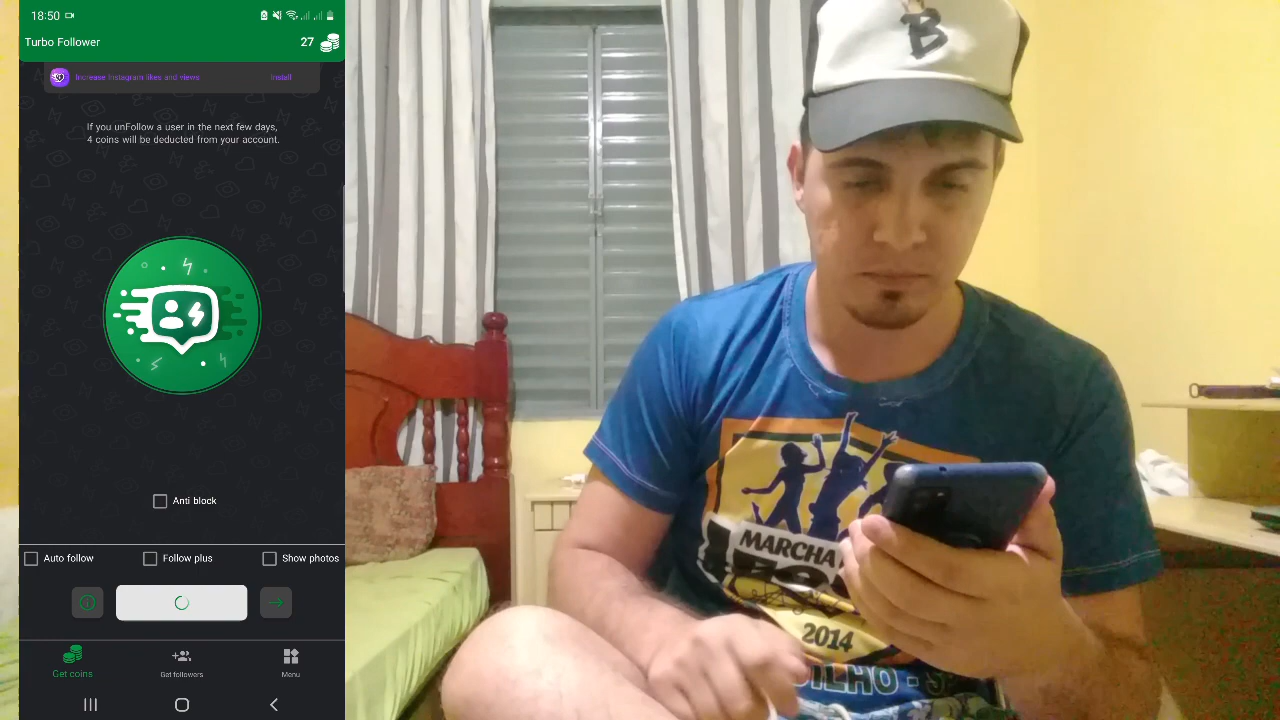 18:50
Turbo Follower
27
Increase Instagram likes and views
Install
If you unFollow a user in the next few days,
4 coins will be deducted from your account.
Anti block
Auto follow
Follow plus
Show photos
Get coins
Get followers
Menu
B
MARCHA
2014